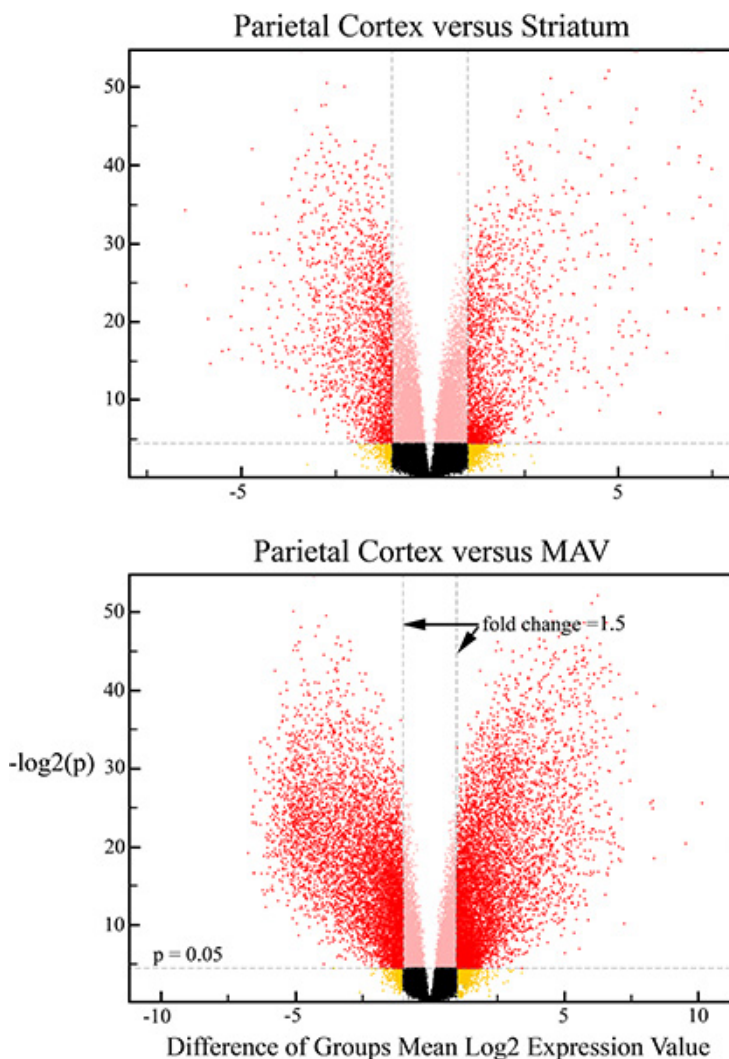 Parietal Cortex versus Striatum
50
40
30
20
10
-5
5
Parietal Cortex versus MAV
50
fold change =1.5
40
-log2(p)
30
20
10
p = 0.05
-10
-5
0
5
10
Difference of Groups Mean Log2 Expression Value